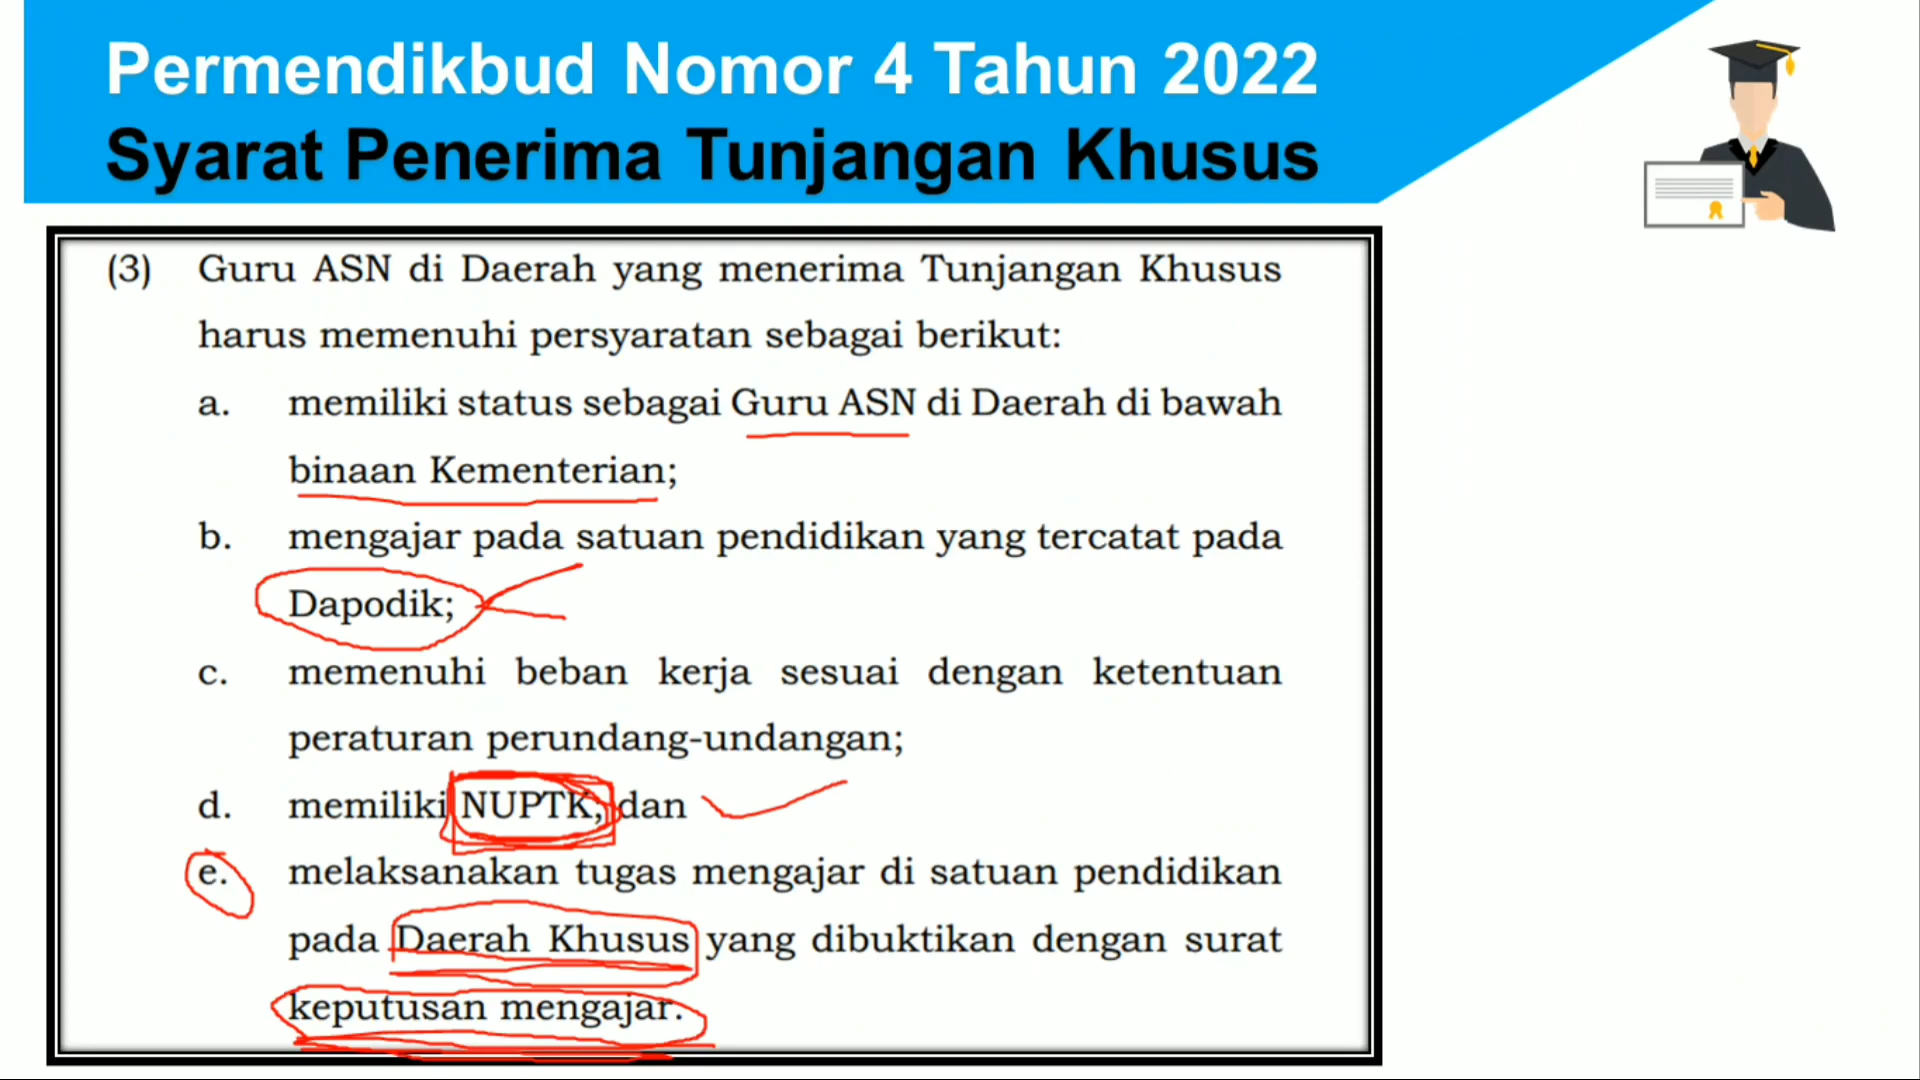 Permendikbud Nomor 4 Tahun 2022
Syarat Penerima Tunjangan Khusus
(3) Guru ASN di Daerah yang menerima Tunjangan Khusus
harus memenuhi persyaratan sebagai berikut:
a. memiliki status sebagai Guru ASN di Daerah di bawah
binaan Kementerian;
b. mengajar pada satuan pendidikan yang tercatat pada
Dapodik;
c. memenuhi beban kerja sesuai dengan ketentuan
peraturan perundang-undangan;
d. memiliki NUPTK; dan
e. melaksanakan tugas mengajar di satuan pendidikan
pada Daerah Khusus yang dibuktikan dengan surat
keputusan mengajar.